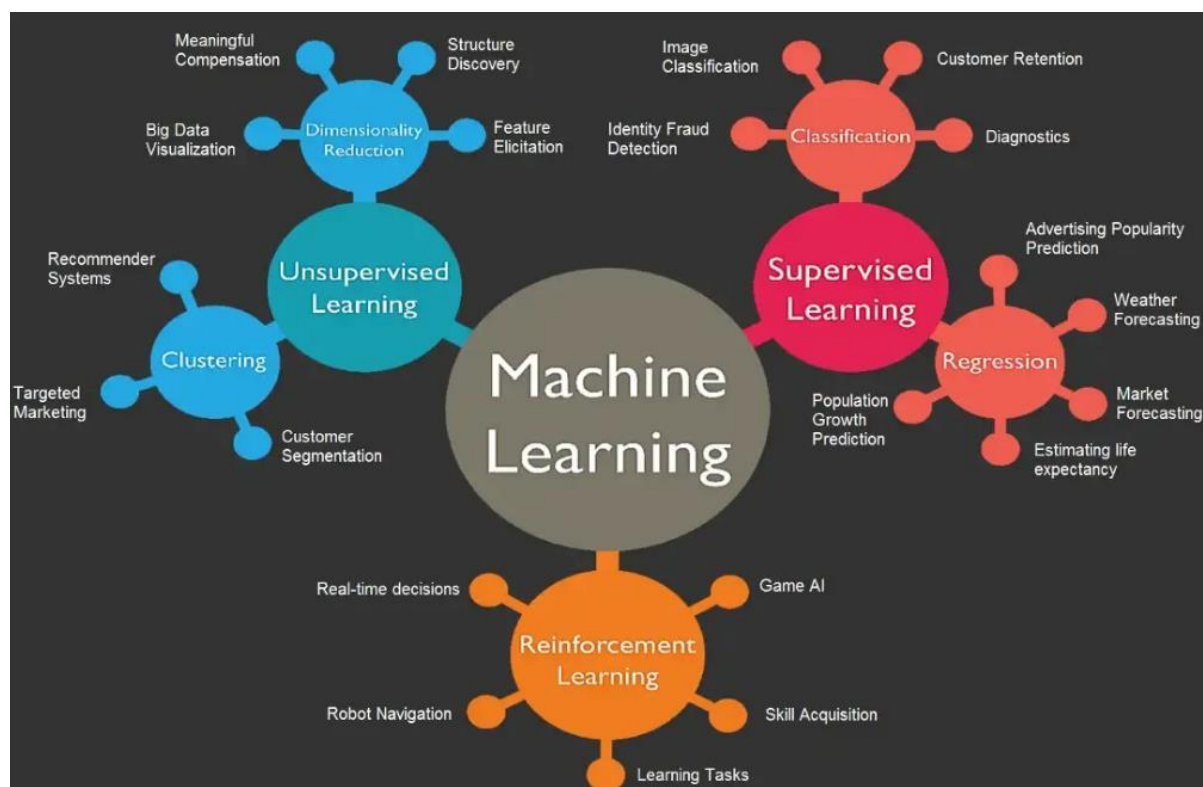 Meaningful
Compensation
Structure
Discovery
Big Data
Visualization
Dimensionality
Reduction
Feature
Elicitation
Image
Classification
Customer Retention
Identity Fraud
Detection
Classification
Diagnostics
Recommender
Systems
Unsupervised
Learning
Clustering
Targeted
Marketing
Customer
Segmentation
Supervised
Learning
Advertising Popularity
Prediction
Weather
Forecasting
Regression
Population
Growth
Prediction
Market
Forecasting
Estimating life
expectancy
Machine
Learning
Real-time decisions
Game AI
Reinforcement
Learning
Robot Navigation
Skill Acquisition
Learning Tasks